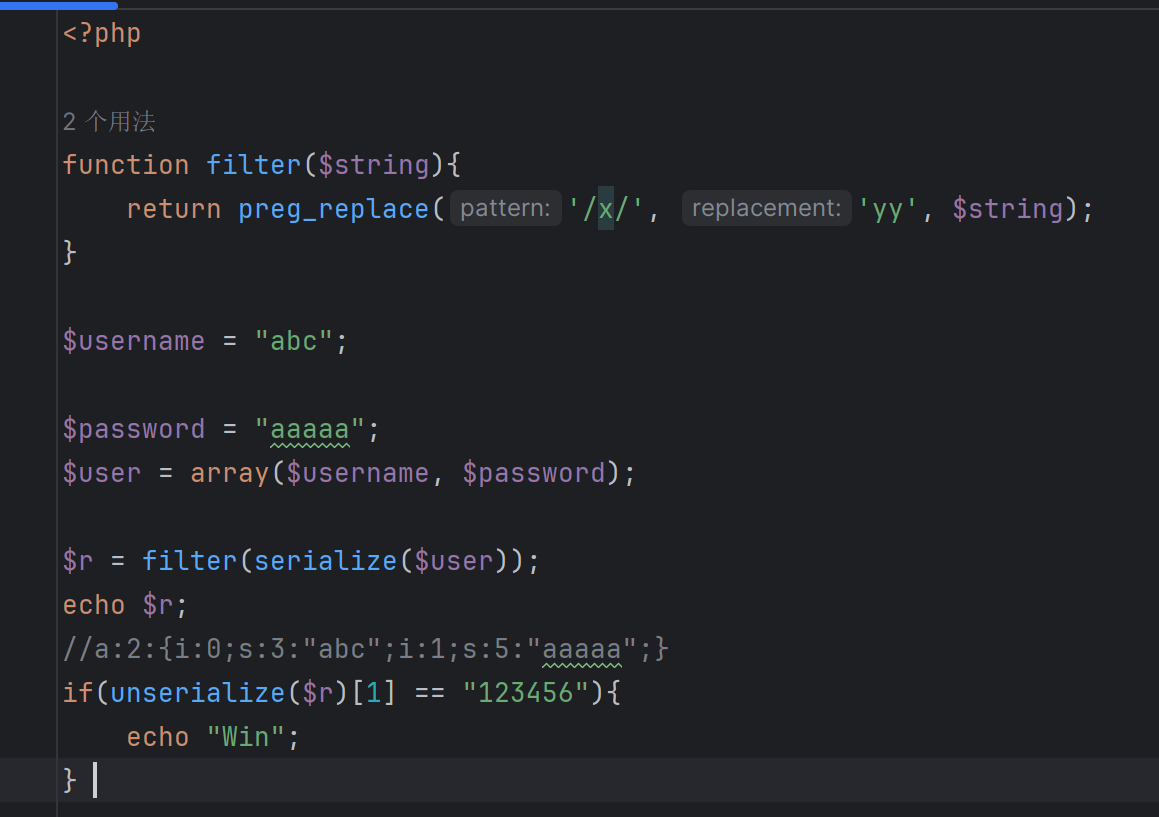 <?php
2 个用法
function filter($string){
    return preg_replace( pattern: '/x/', replacement: 'yy', $string);
}
$username = "abc";
$password = "aaaaa";
$user = array($username, $password);
$r = filter(serialize($user));
echo $r;
//a:2:{i:0;s:3:"abc";i:1;s:5:"aaaaa";}
if(unserialize($r)[1] == "123456"){
    echo "Win";
}